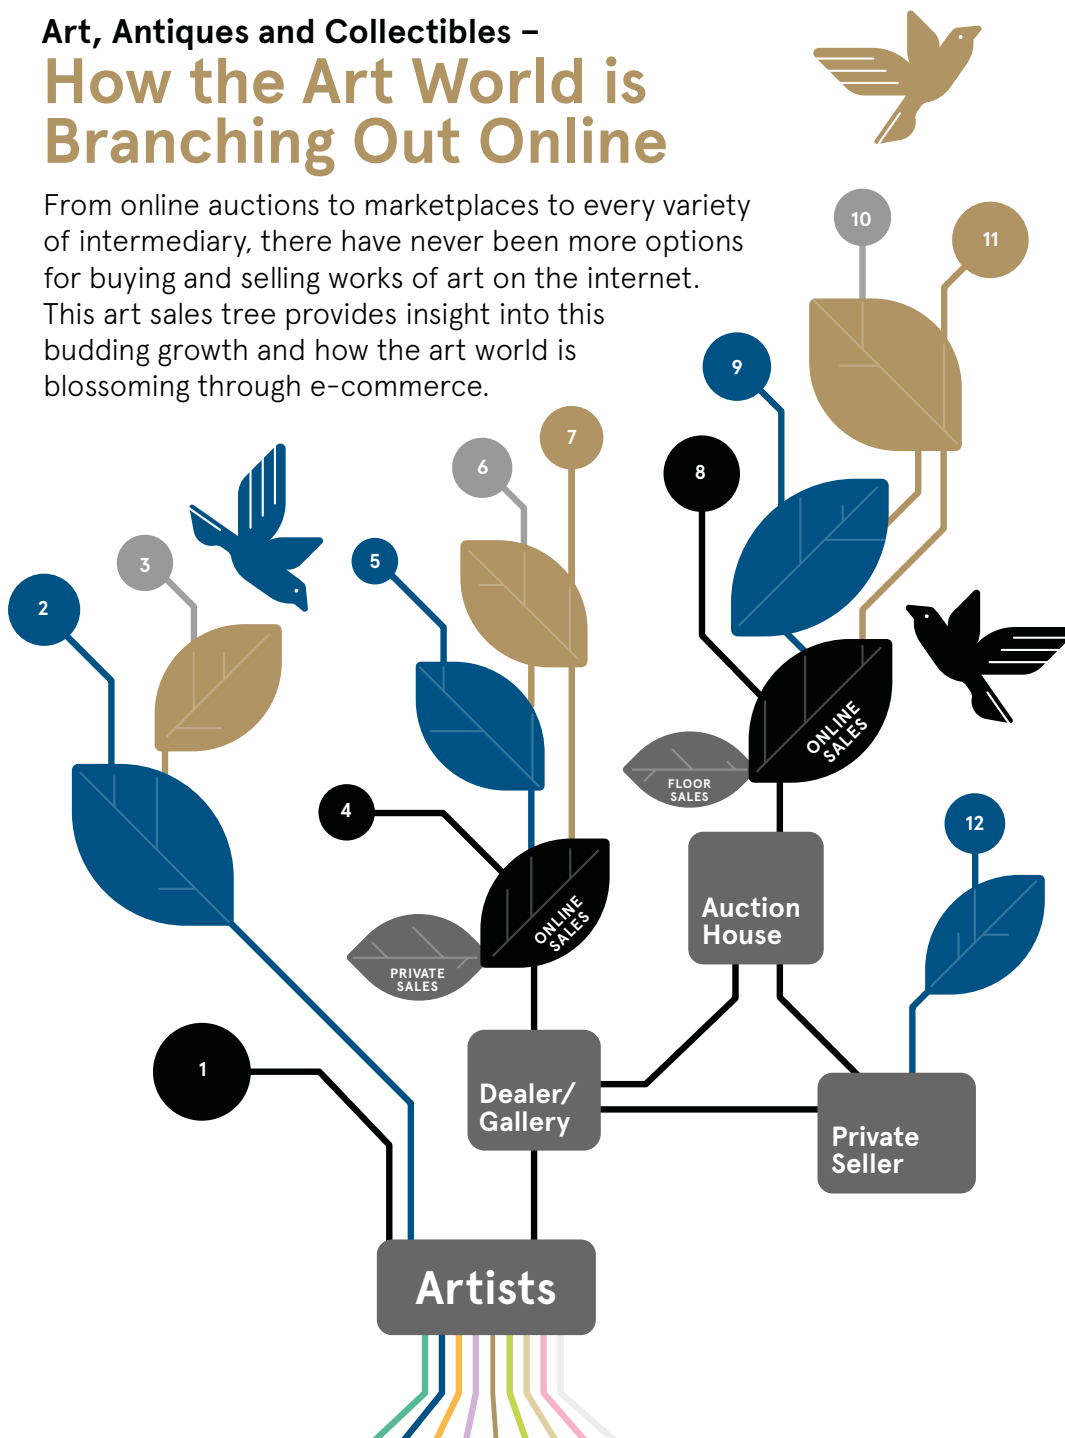 Art, Antiques and Collectibles –
How the Art World is
Branching Out Online
From online auctions to marketplaces to every variety
of intermediary, there have never been more options
for buying and selling works of art on the internet.
This art sales tree provides insight into this
budding growth and how the art world is
blossoming through e-commerce.
10
11
9
7
6
8
5
3
2
ONLINE
SALES
FLOOR
SALES
4
12
Auction
House
ONLINE
SALES
PRIVATE
SALES
1
Dealer/
Gallery
Private
Seller
Artists